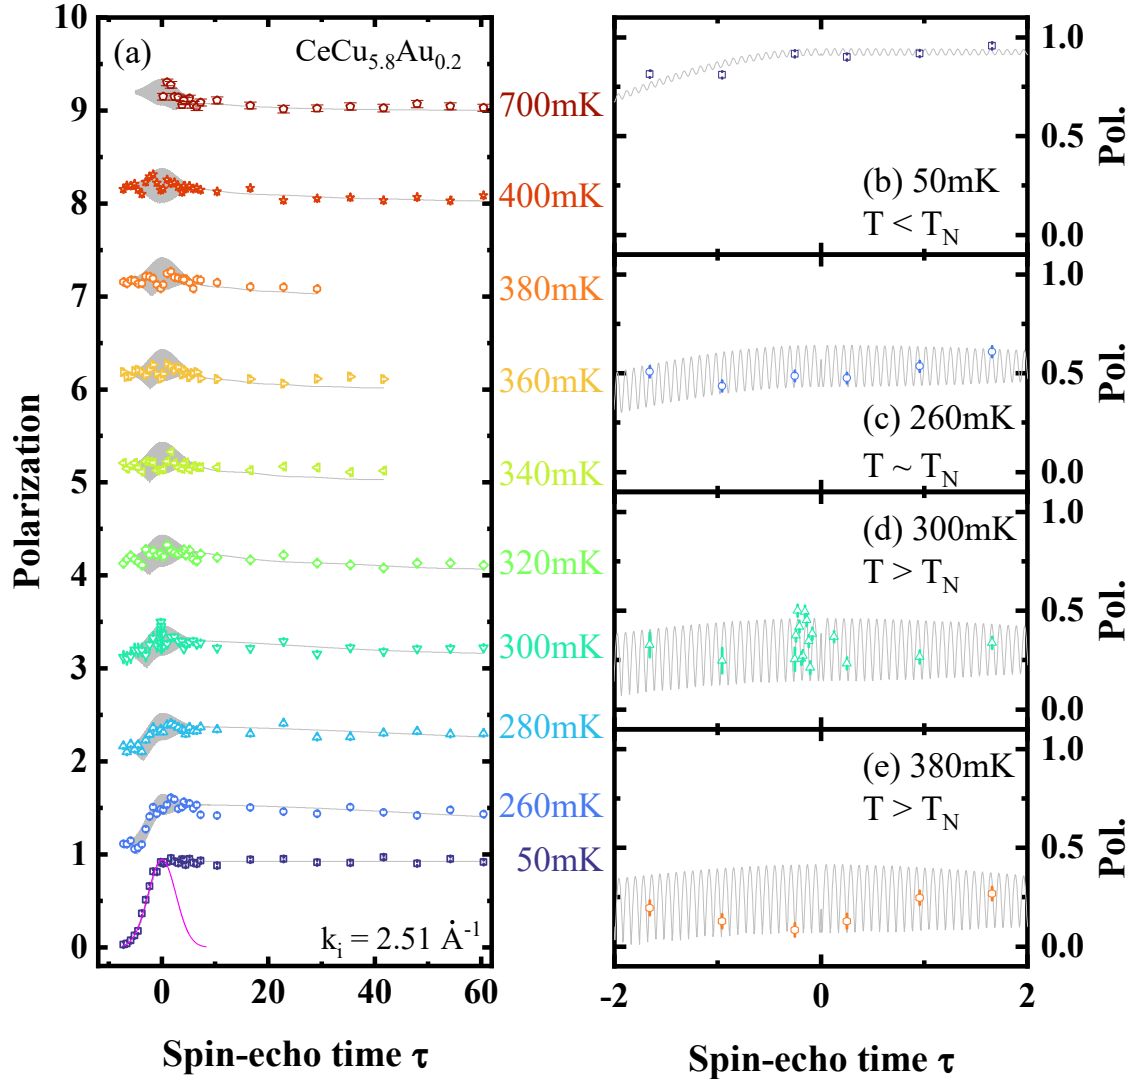 Polarization
10
9
8
7
6
5
4
3
2
1
0
(a)
CeCu5.8Au0.2
700mK
400mK
380mK
360mK
340mK
320mK
300mK
280mK
260mK
50mK
ki = 2.51 Å-1
0 20 40 60
Spin-echo time τ
(b) 50mK
T < TN
1.0
0.5
0.0
Pol.
(c) 260mK
T ~ TN
1.0
0.5
0.0
Pol.
(d) 300mK
T > TN
1.0
0.5
0.0
Pol.
(e) 380mK
T > TN
1.0
0.5
0.0
Pol.
-2 0 2
Spin-echo time τ